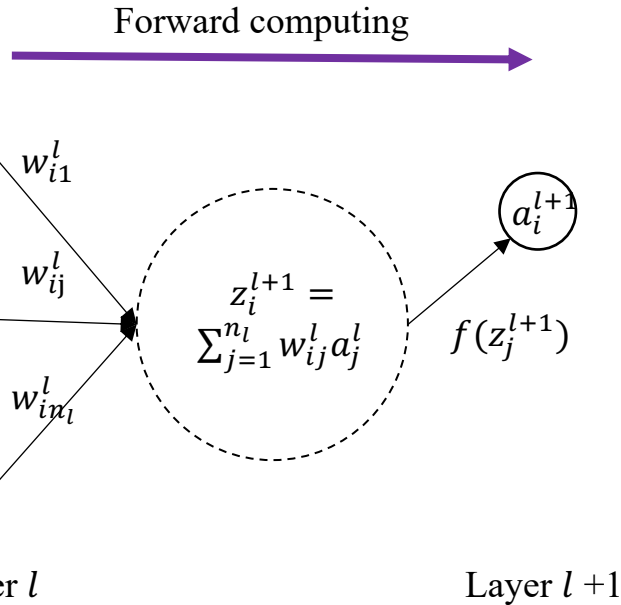 Forward computing
w_{i1}^l
a_i^{l+1}
w_{ij}^l
z_i^{l+1} =
∑_{j=1}^{n_l} w_{ij}^l a_j^l
f(z_j^{l+1})
w_{in_l}^l
er l
Layer l +1